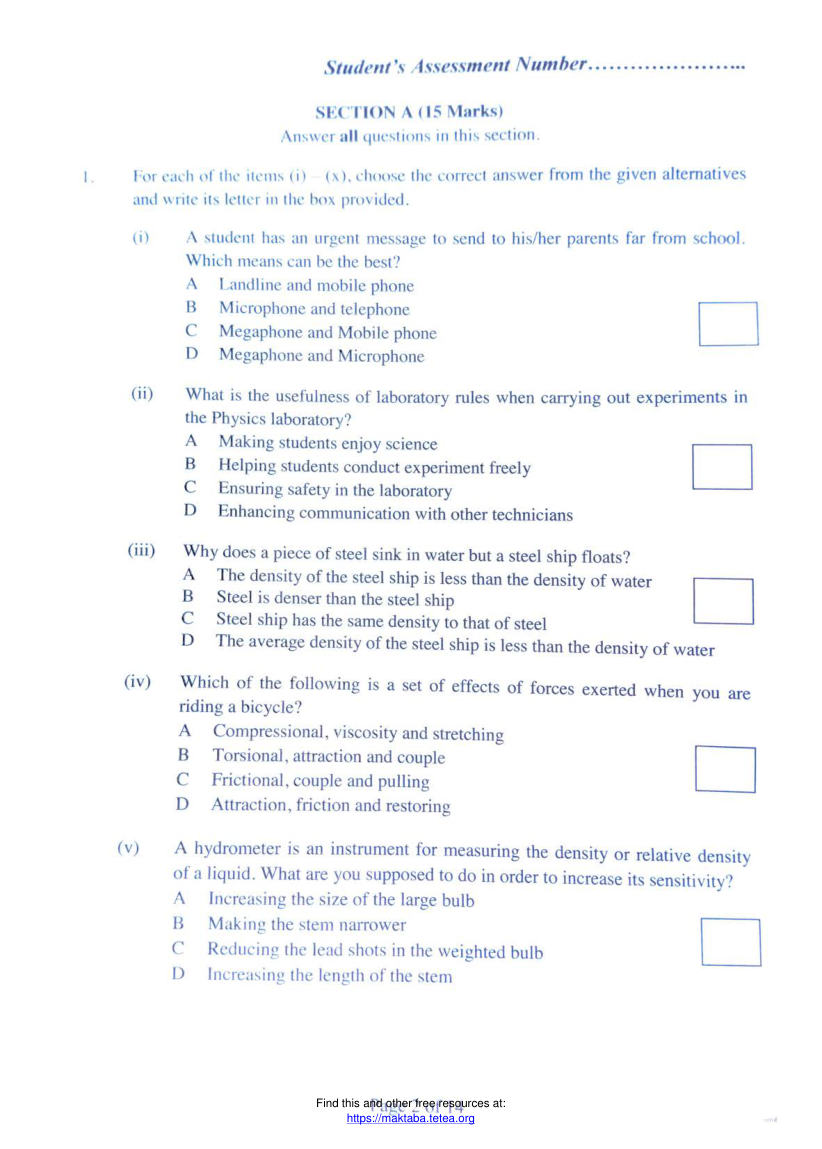 Student's Assessment Number........................
SECTION A (15 Marks)
Answer all questions in this section.
1. For each of the items (i) – (x), choose the correct answer from the given alternatives
and write its letter in the box provided.
(i) A student has an urgent message to send to his/her parents far from school.
Which means can be the best?
A Landline and mobile phone
B Microphone and telephone
C Megaphone and Mobile phone
D Megaphone and Microphone
(ii) What is the usefulness of laboratory rules when carrying out experiments in
the Physics laboratory?
A Making students enjoy science
B Helping students conduct experiment freely
C Ensuring safety in the laboratory
D Enhancing communication with other technicians
(iii) Why does a piece of steel sink in water but a steel ship floats?
A The density of the steel ship is less than the density of water
B Steel is denser than the steel ship
C Steel ship has the same density to that of steel
D The average density of the steel ship is less than the density of water
(iv) Which of the following is a set of effects of forces exerted when you are
riding a bicycle?
A Compressional, viscosity and stretching
B Torsional, attraction and couple
C Frictional, couple and pulling
D Attraction, friction and restoring
(v) A hydrometer is an instrument for measuring the density or relative density
of a liquid. What are you supposed to do in order to increase its sensitivity?
A Increasing the size of the large bulb
B Making the stem narrower
C Reducing the lead shots in the weighted bulb
D Increasing the length of the stem
Page 2 of 14
Find this and other free resources at:
https://maktaba.tetea.org